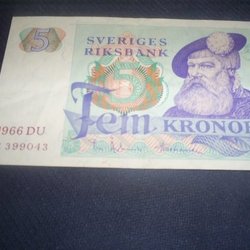 5
SVERIGES
RIKSBANK
5
Fem KRONOR
1966 DU
399043